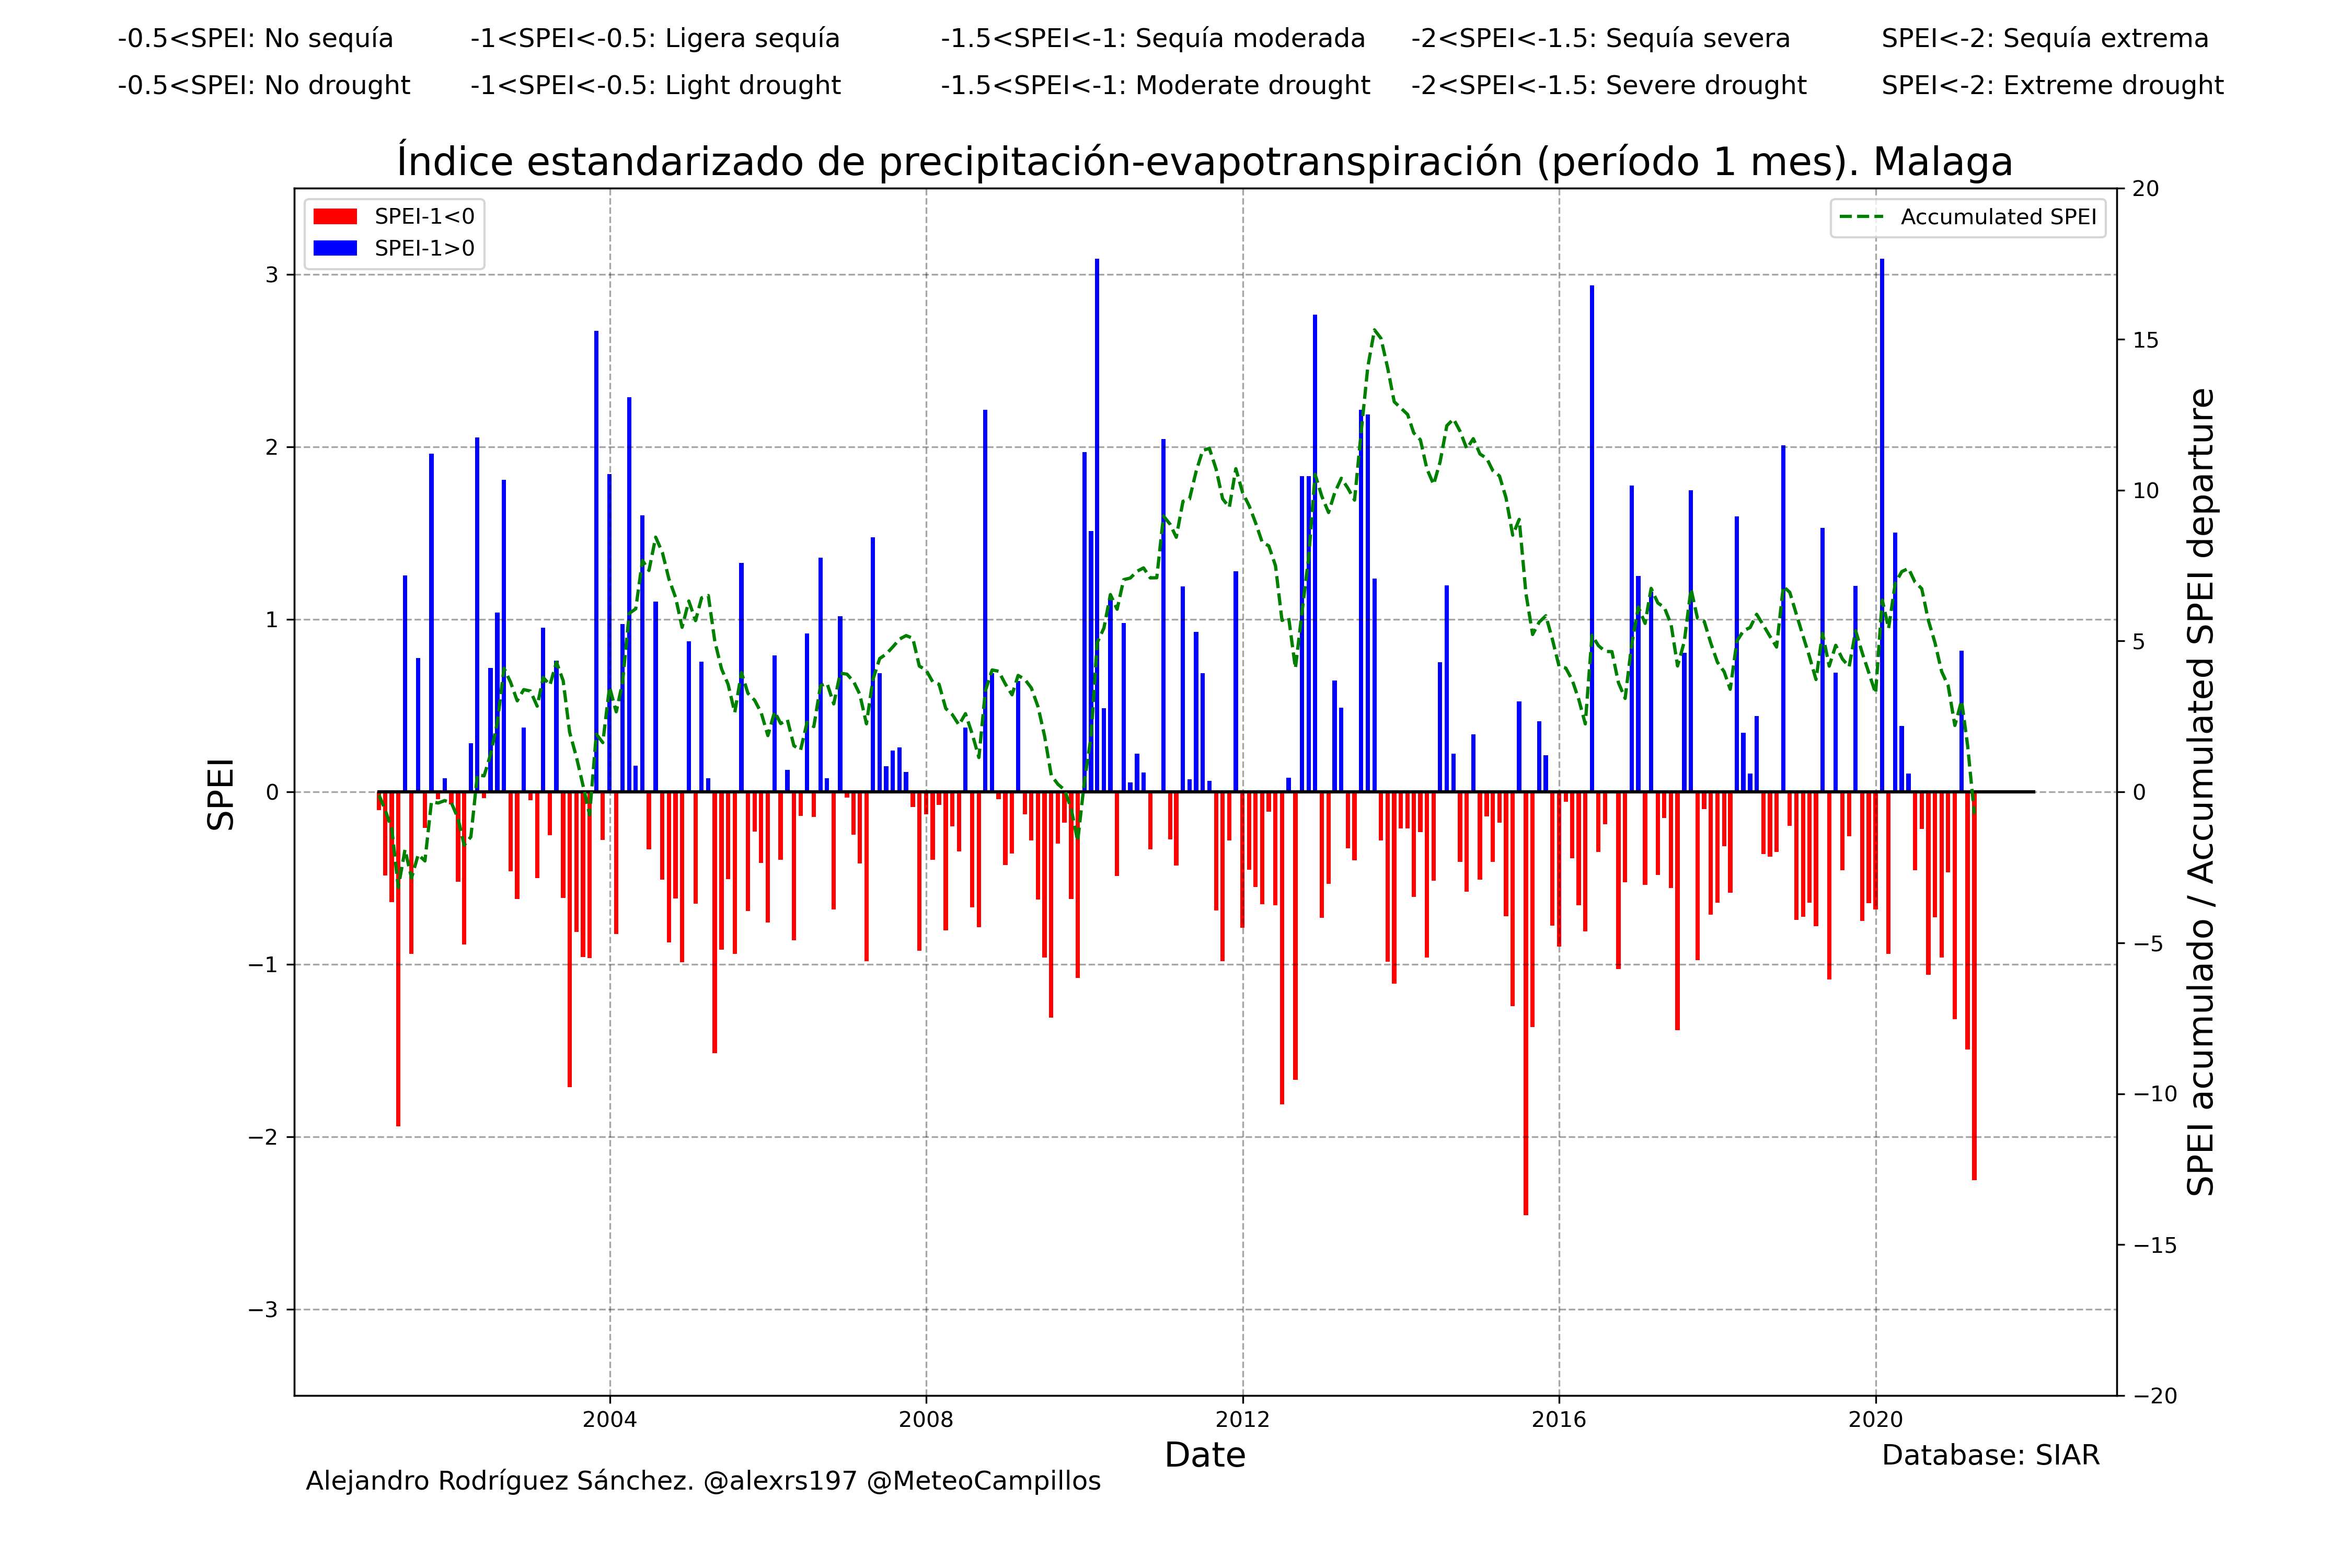 -0.5<SPEI: No sequía -1<SPEI<-0.5: Ligera sequía -1.5<SPEI<-1: Sequía moderada -2<SPEI<-1.5: Sequía severa SPEI<-2: Sequía extrema
-0.5<SPEI: No drought -1<SPEI<-0.5: Light drought -1.5<SPEI<-1: Moderate drought -2<SPEI<-1.5: Severe drought SPEI<-2: Extreme drought
Índice estandarizado de precipitación-evapotranspiración (período 1 mes). Malaga
SPEI-1<0
SPEI-1>0
Accumulated SPEI
SPEI
3
2
1
0
−1
−2
−3
20
15
10
5
0
−5
−10
−15
−20
SPEI acumulado / Accumulated SPEI departure
2004 2008 2012 2016 2020
Date
Database: SIAR
Alejandro Rodríguez Sánchez. @alexrs197 @MeteoCampillos